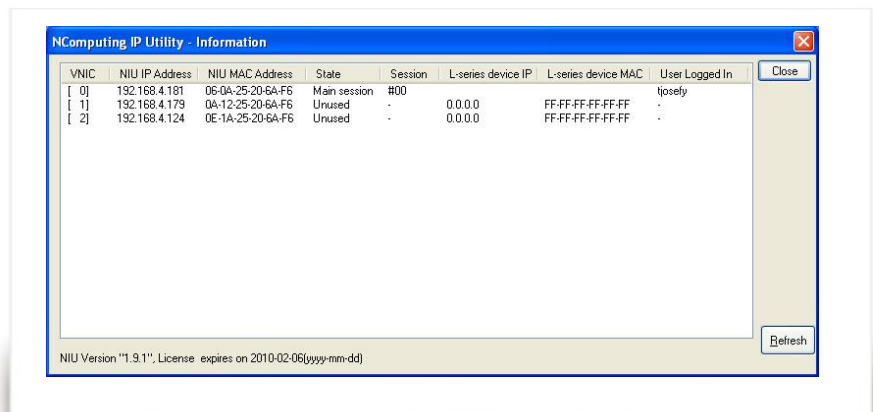 NComputing IP Utility - Information
VNIC NIU IP Address NIU MAC Address State Session L-series device IP L-series device MAC User Logged In Close
[ 0] 192.168.4.181 06-0A-25-20-6A-F6 Main session #00 tjosefy
[ 1] 192.168.4.179 0A-12-25-20-6A-F6 Unused - 0.0.0.0 FF-FF-FF-FF-FF-FF -
[ 2] 192.168.4.124 0E-1A-25-20-6A-F6 Unused - 0.0.0.0 FF-FF-FF-FF-FF-FF -
Refresh
NIU Version "1.9.1", License expires on 2010-02-06(yyyy-mm-dd)